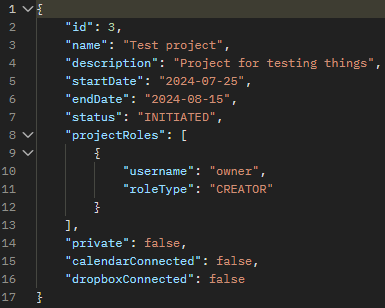 1 {
2 "id": 3,
3 "name": "Test project",
4 "description": "Project for testing things",
5 "startDate": "2024-07-25",
6 "endDate": "2024-08-15",
7 "status": "INITIATED",
8 "projectRoles": [
9 {
10 "username": "owner",
11 "roleType": "CREATOR"
12 }
13 ],
14 "private": false,
15 "calendarConnected": false,
16 "dropboxConnected": false
17 }